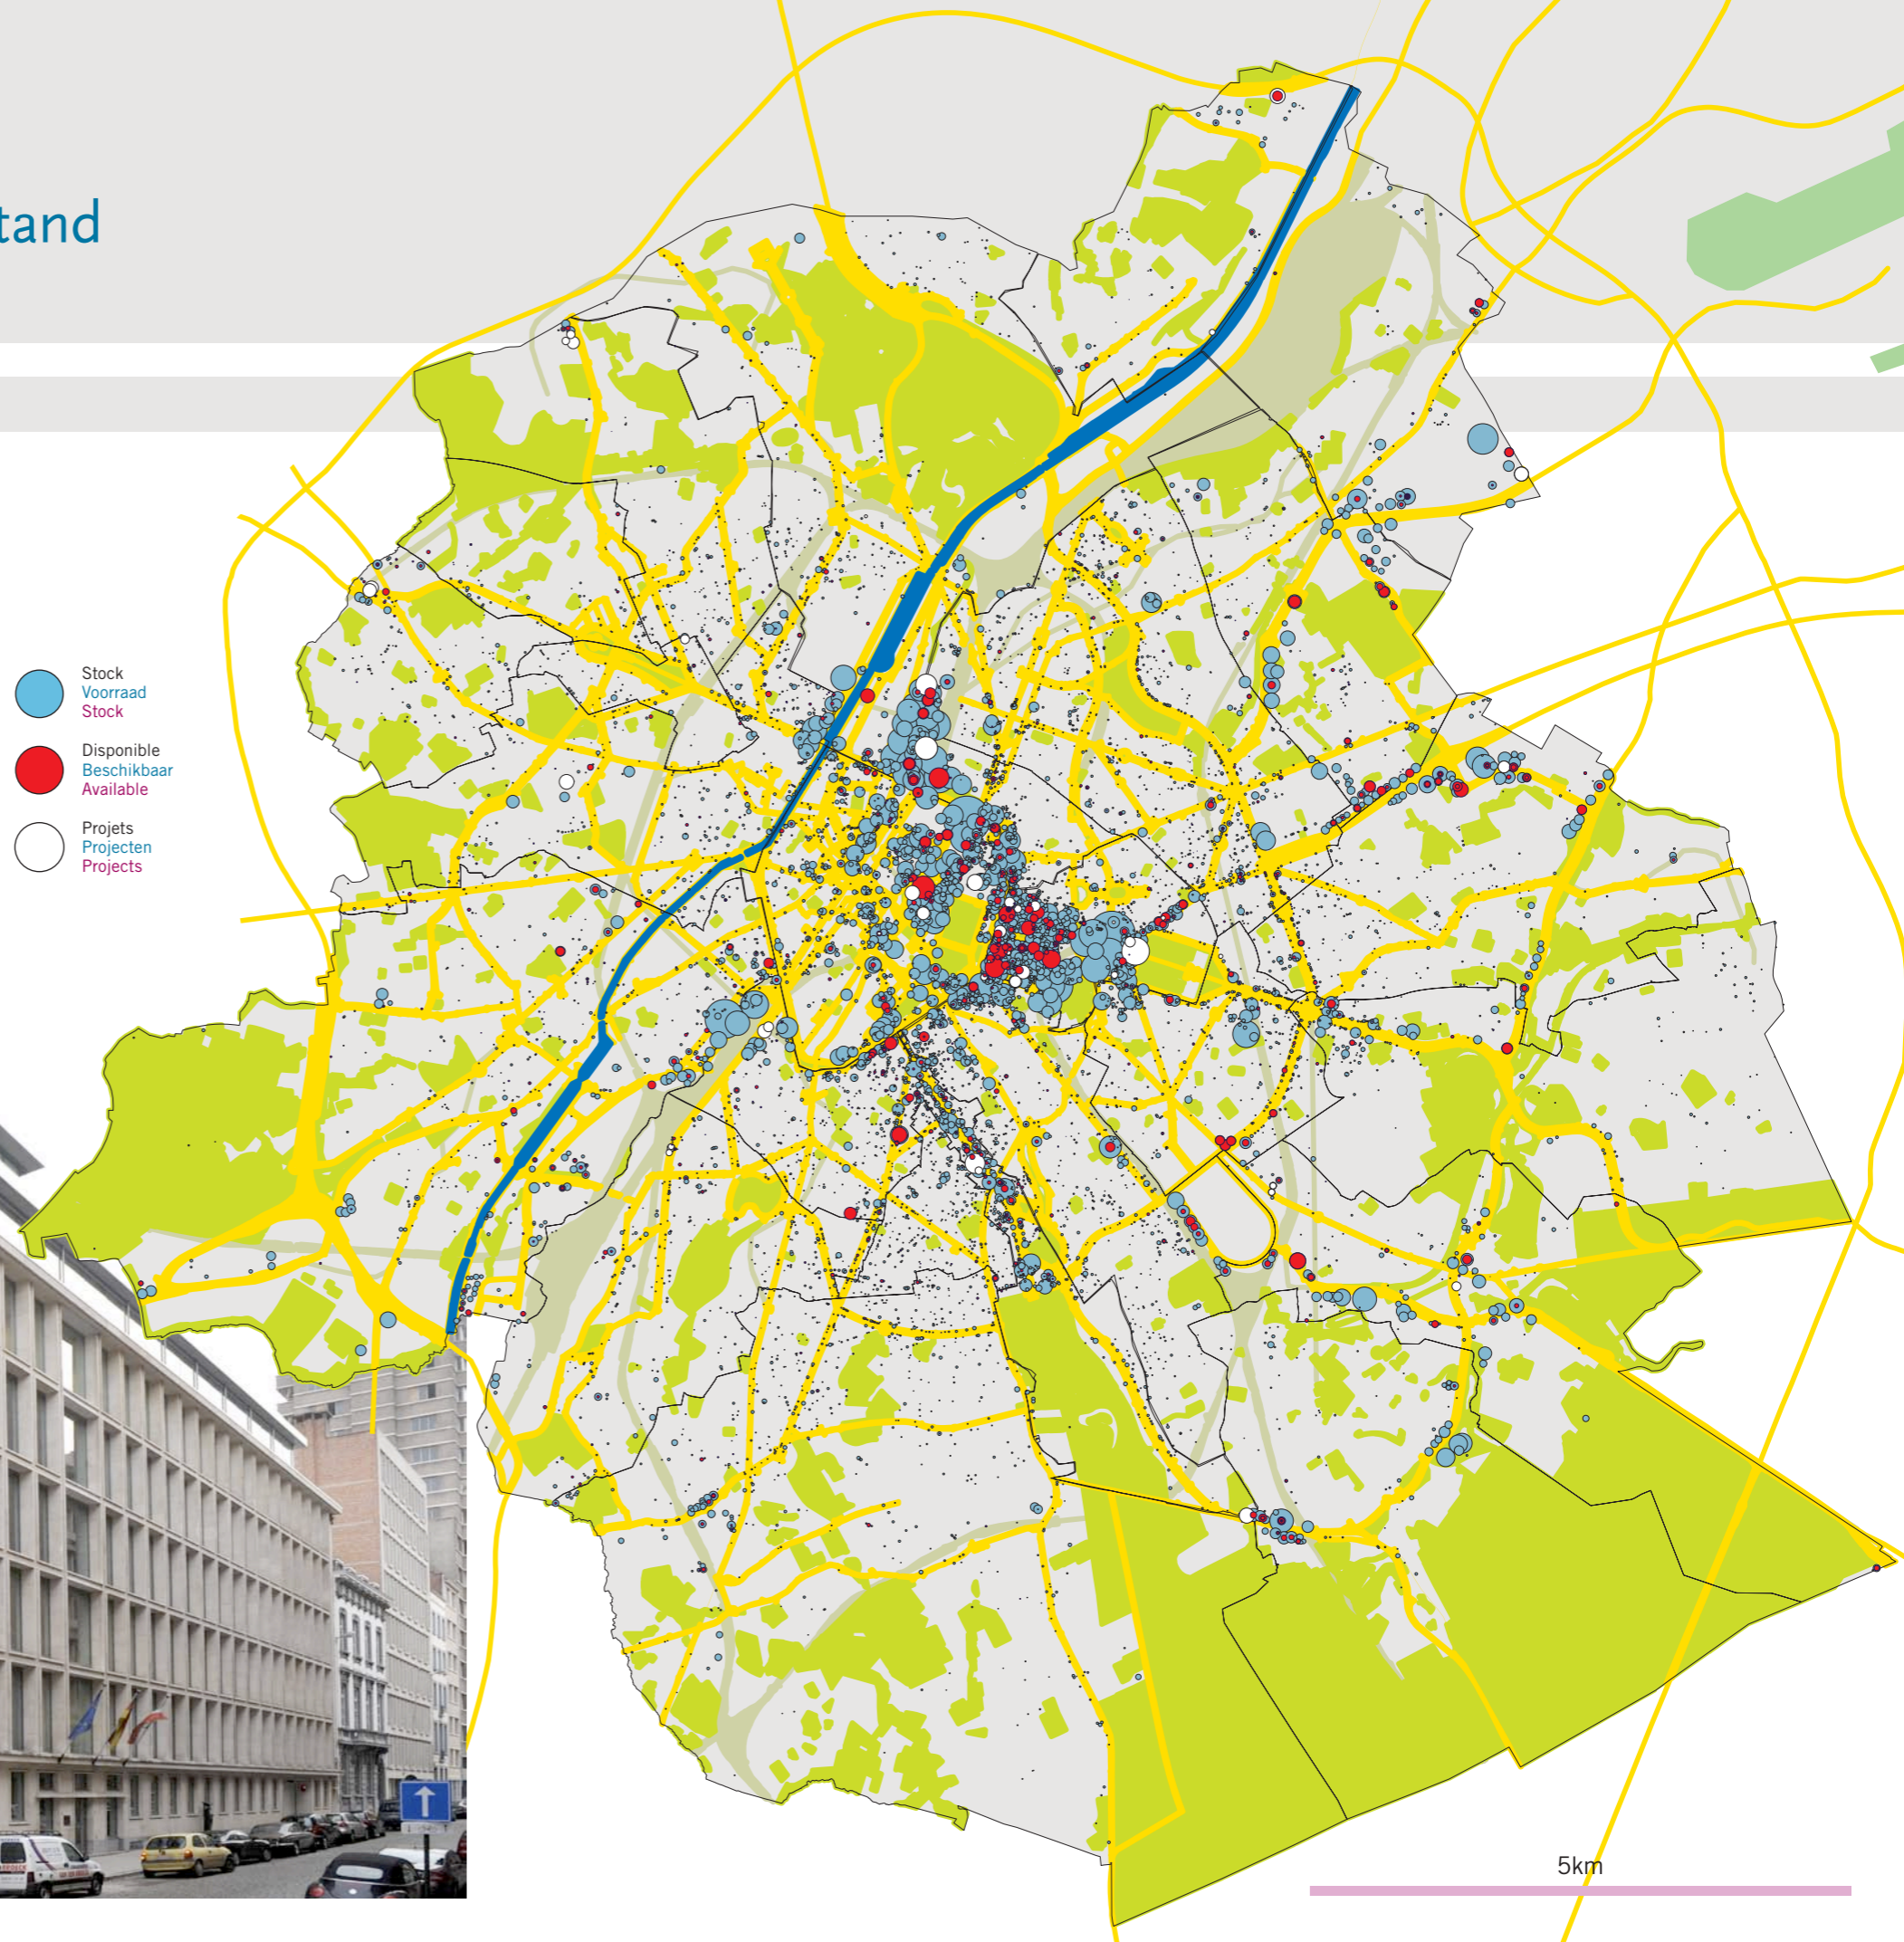 tand
Stock
Voorraad
Stock
Disponible
Beschikbaar
Available
Projets
Projecten
Projects
5km